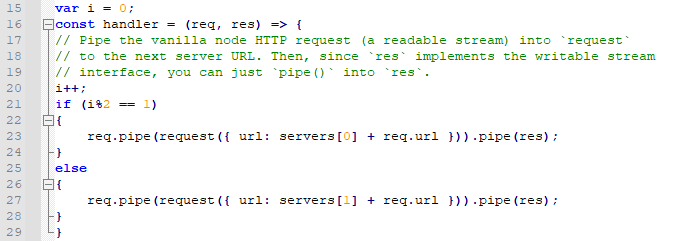 15 var i = 0;
16 const handler = (req, res) => {
17 // Pipe the vanilla node HTTP request (a readable stream) into `request`
18 // to the next server URL. Then, since `res` implements the writable stream
19 // interface, you can just `pipe()` into `res`.
20 i++;
21 if (i%2 == 1)
22 {
23 req.pipe(request({ url: servers[0] + req.url })).pipe(res);
24 }
25 else
26 {
27 req.pipe(request({ url: servers[1] + req.url })).pipe(res);
28 }
29 }